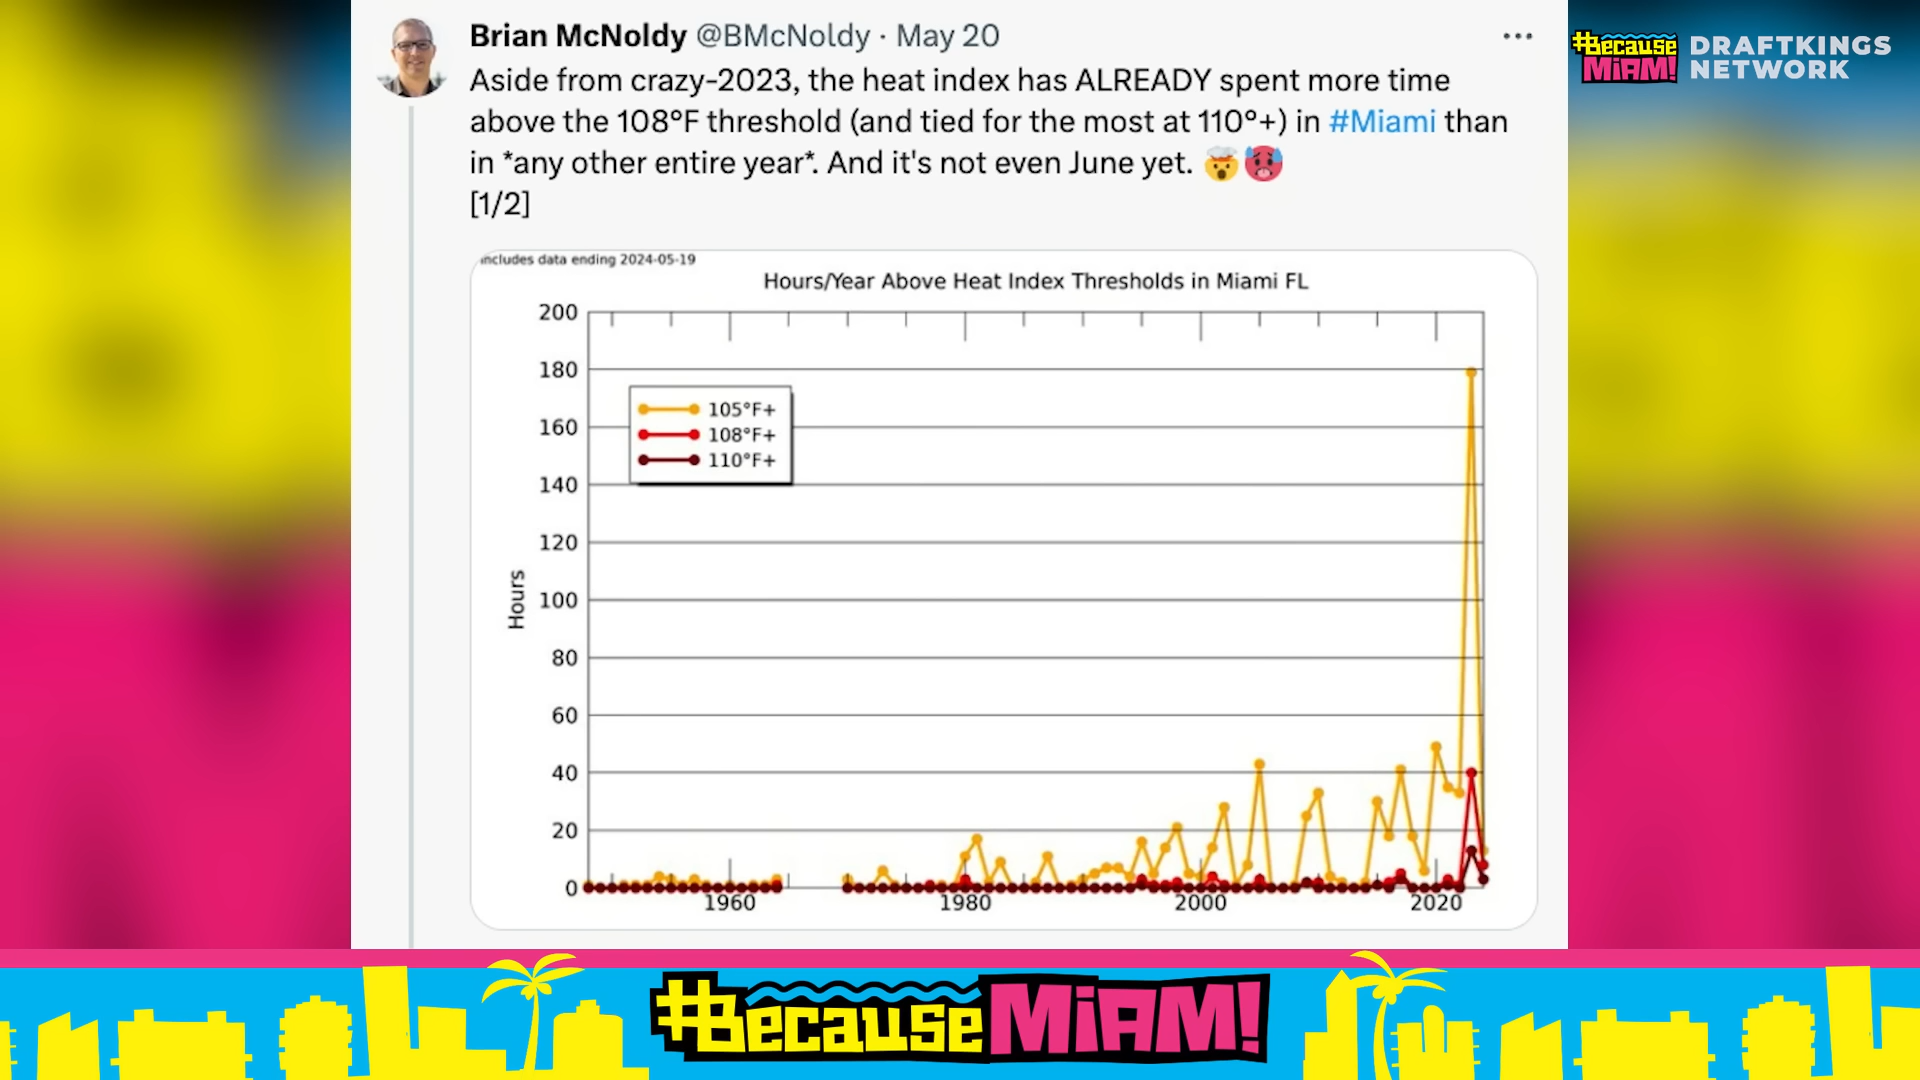 Brian McNoldy @BMcNoldy · May 20
Aside from crazy-2023, the heat index has ALREADY spent more time
above the 108°F threshold (and tied for the most at 110°+) in #Miami than
in *any other entire year*. And it's not even June yet. 🤯🥵
[1/2]
#Because
MiAMi!
DRAFTKINGS
NETWORK
includes data ending 2024-05-19
Hours/Year Above Heat Index Thresholds in Miami FL
200
180
160
140
120
100
80
60
40
20
0
Hours
105°F+
108°F+
110°F+
1960
1980
2000
2020
#Because MiAMi!